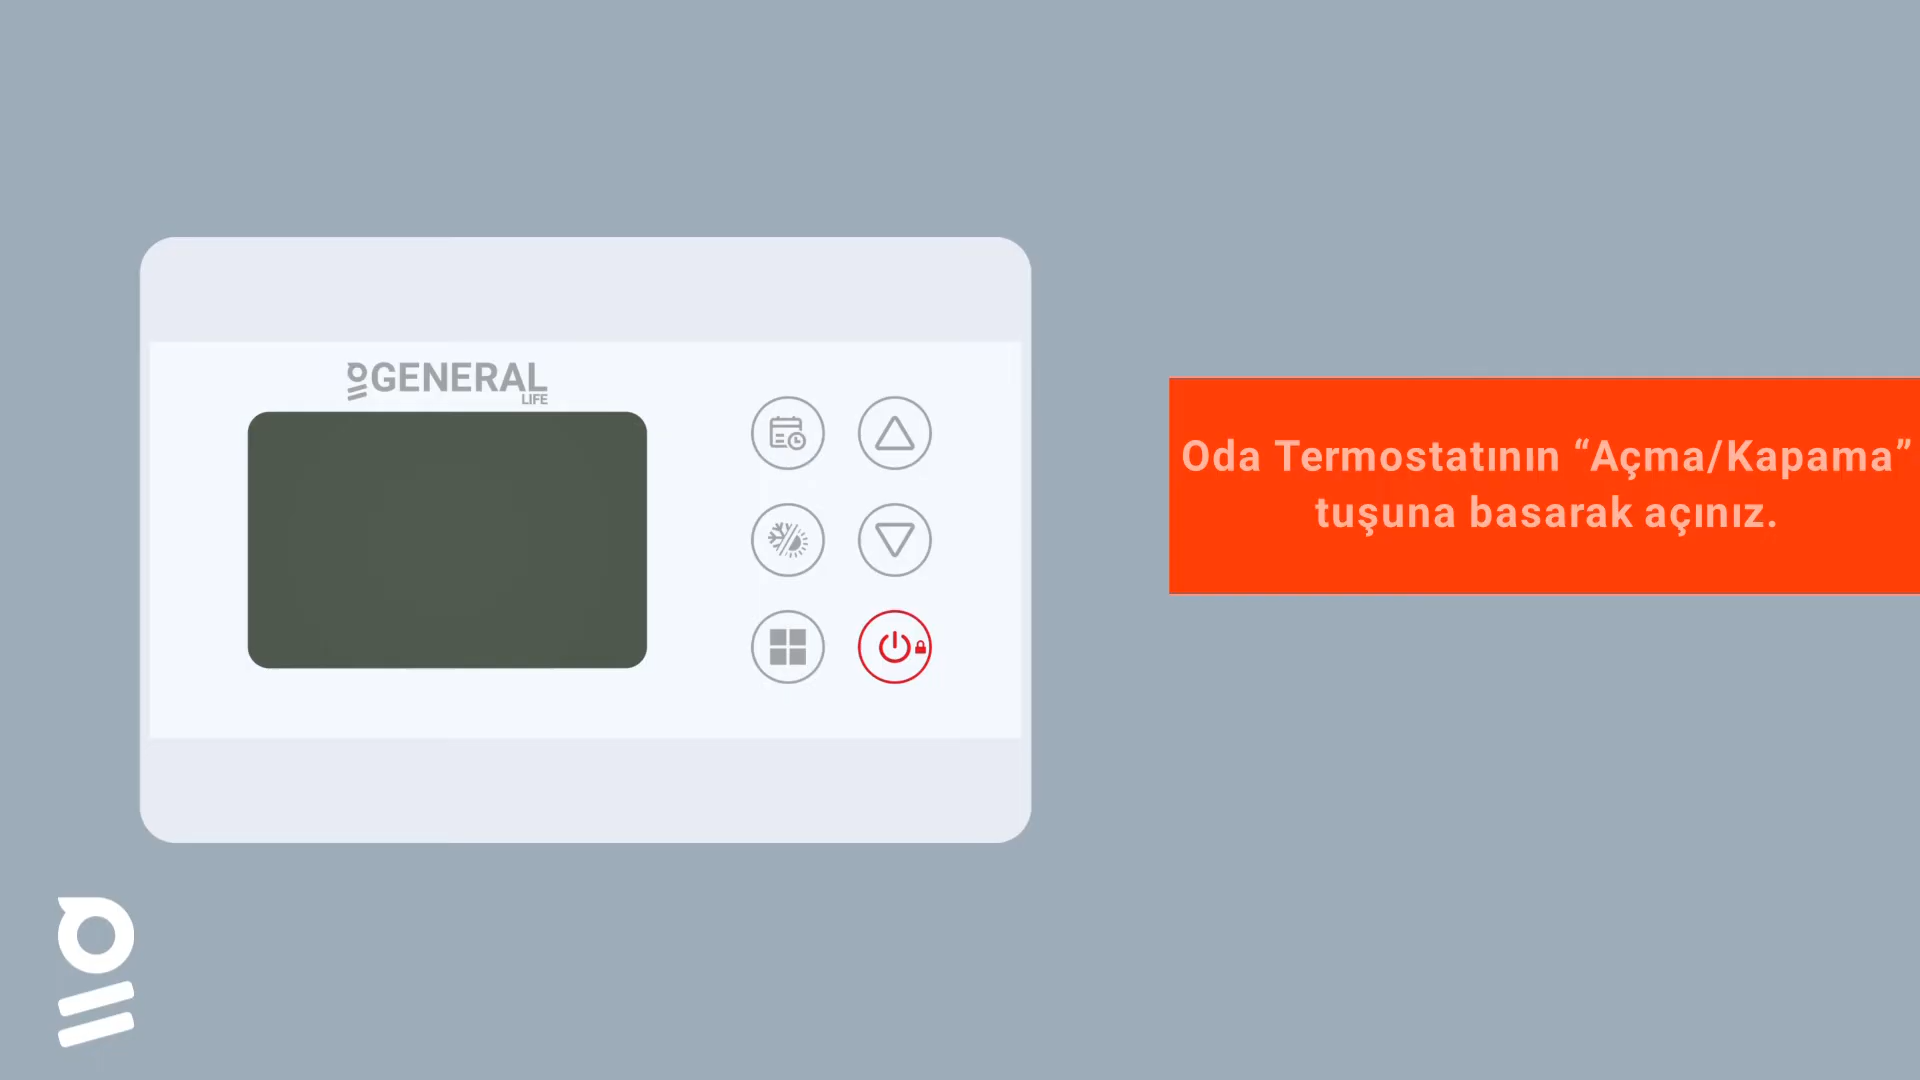 GENERAL
LIFE
Oda Termostatının “Açma/Kapama”
tuşuna basarak açınız.